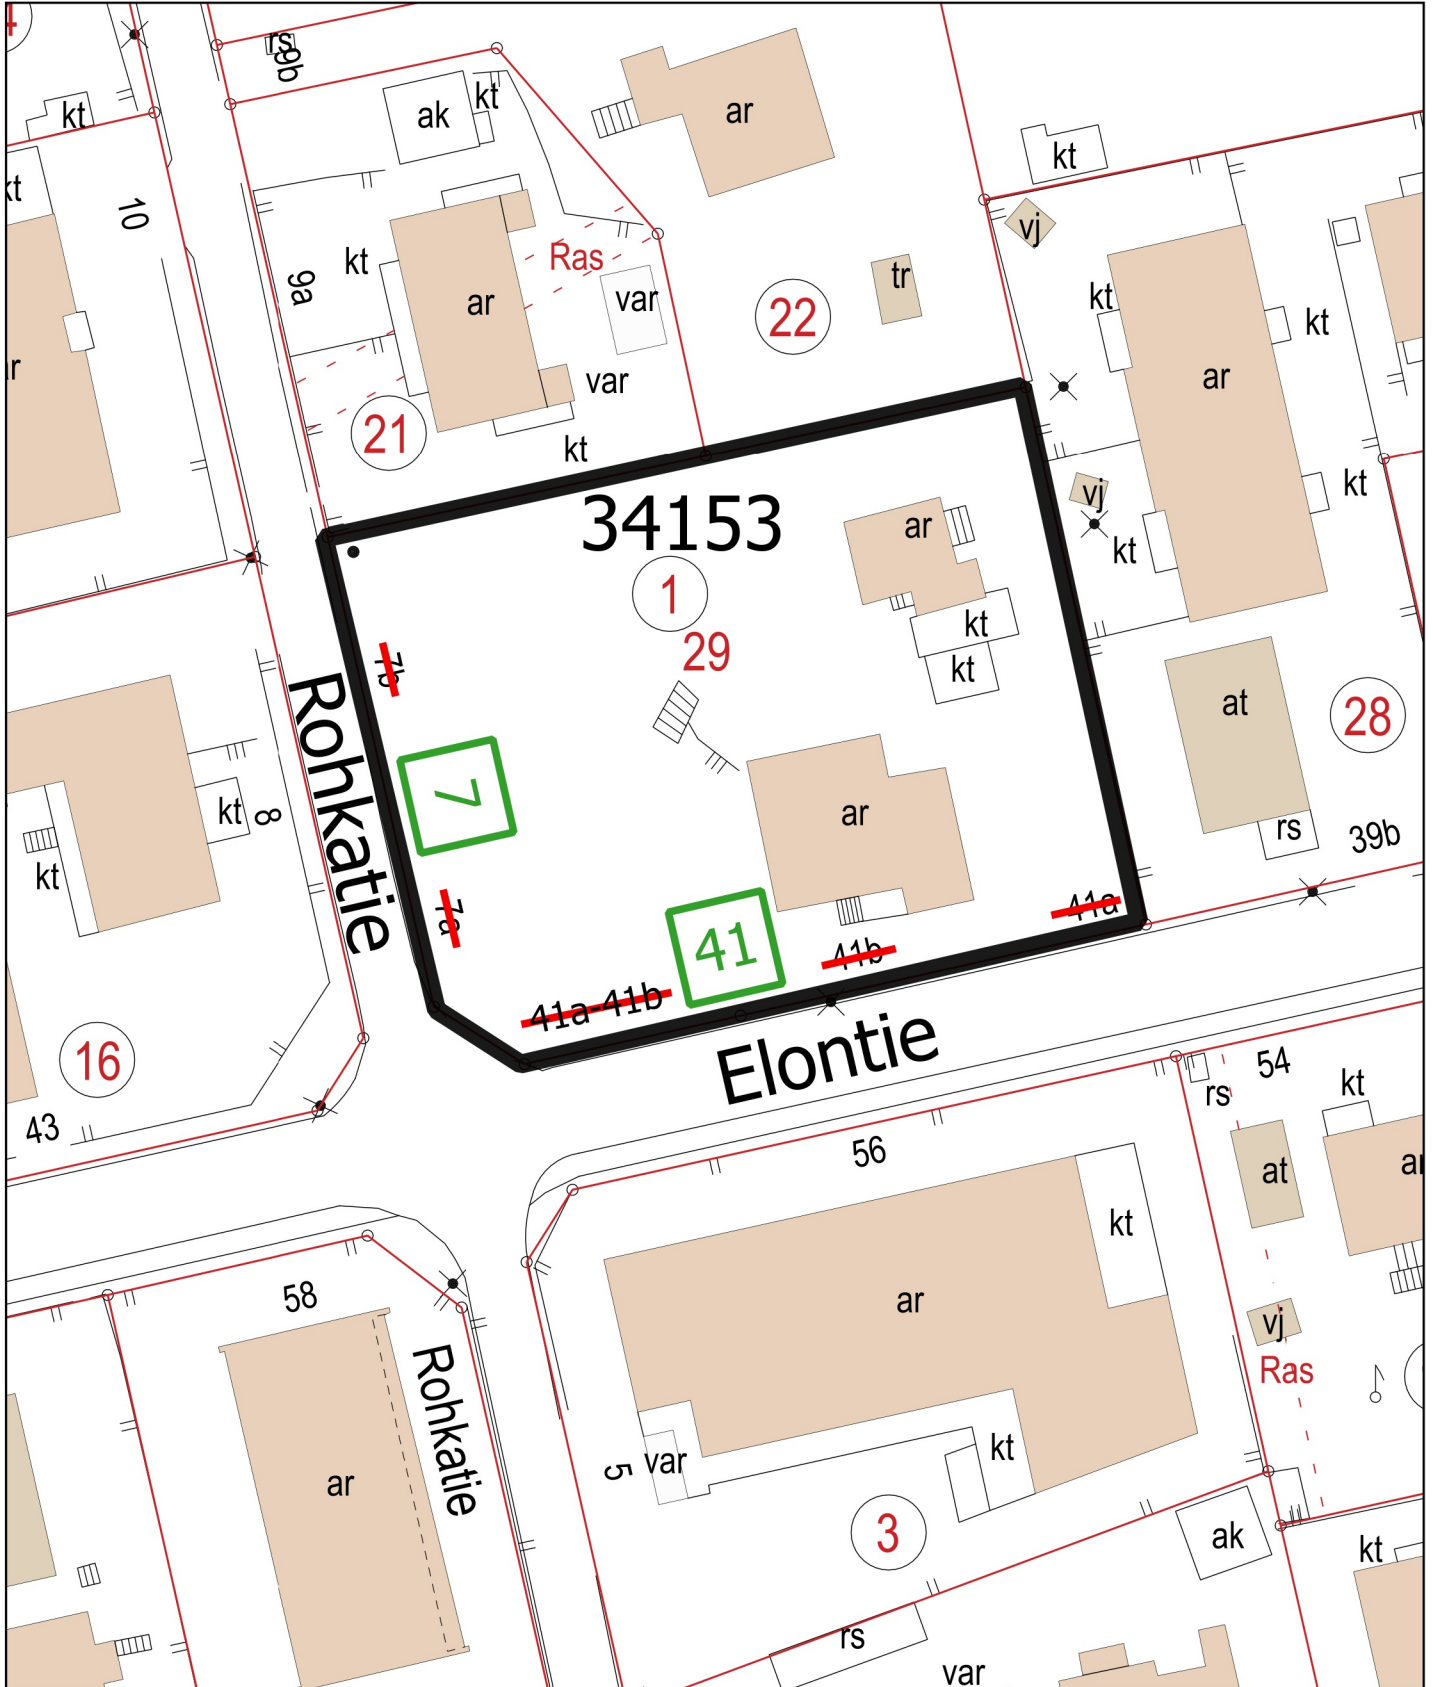 4
rs
9b
kt
ak
kt
ar
kt
kt
10
vj
9a
kt
Ras
ar
var
22
tr
kt
kt
ar
ar
var
21
kt
kt
34153
ar
vj
kt
1
29
kt
kt
7b
Rohkatie
7
at
28
kt
8
ar
rs
39b
kt
7a
41
41a
41b
41a-41b
Elontie
16
43
54
rs
kt
56
at
kt
58
ar
vj
Ras
Rohkatie
ar
5
var
kt
3
ak
kt
rs
var